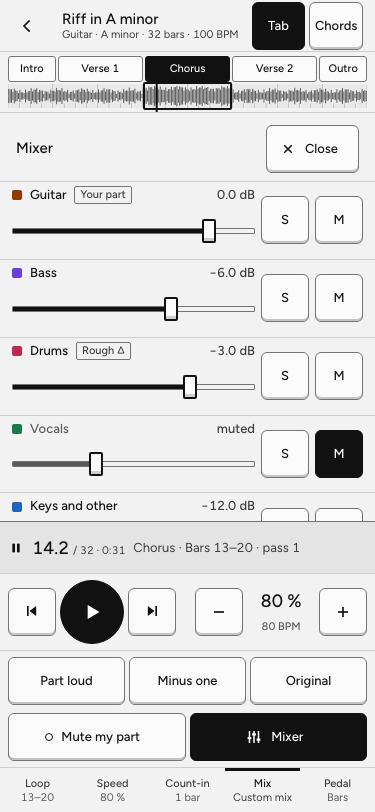 Riff in A minor
Guitar · A minor · 32 bars · 100 BPM
Tab
Chords
Intro
Verse 1
Chorus
Verse 2
Outro
Mixer
× Close
Guitar
Your part
0.0 dB
S
M
Bass
−6.0 dB
S
M
Drums
Rough Δ
−3.0 dB
S
M
Vocals
muted
S
M
Keys and other
−12.0 dB
14.2 / 32 · 0:31 Chorus · Bars 13–20 · pass 1
−
80 %
80 BPM
+
Part loud
Minus one
Original
Mute my part
Mixer
Loop
13–20
Speed
80 %
Count-in
1 bar
Mix
Custom mix
Pedal
Bars